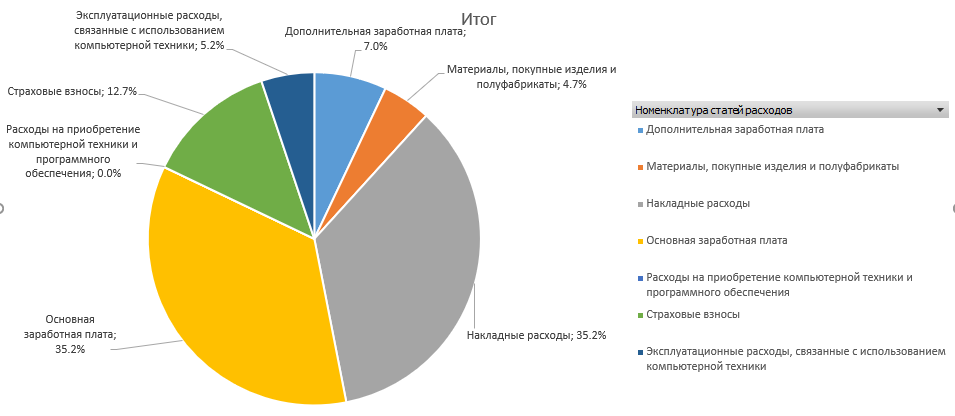 Итог
Эксплуатационные расходы,
связанные с использованием
компьютерной техники; 5.2%
Дополнительная заработная плата;
7.0%
Материалы, покупные изделия и
полуфабрикаты; 4.7%
Страховые взносы; 12.7%
Расходы на приобретение
компьютерной техники и
программного
обеспечения; 0.0%
Основная
заработная плата;
35.2%
Накладные расходы; 35.2%
Номенклатура статей расходов
Дополнительная заработная плата
Материалы, покупные изделия и полуфабрикаты
Накладные расходы
Основная заработная плата
Расходы на приобретение компьютерной техники и
программного обеспечения
Страховые взносы
Эксплуатационные расходы, связанные с использованием
компьютерной техники